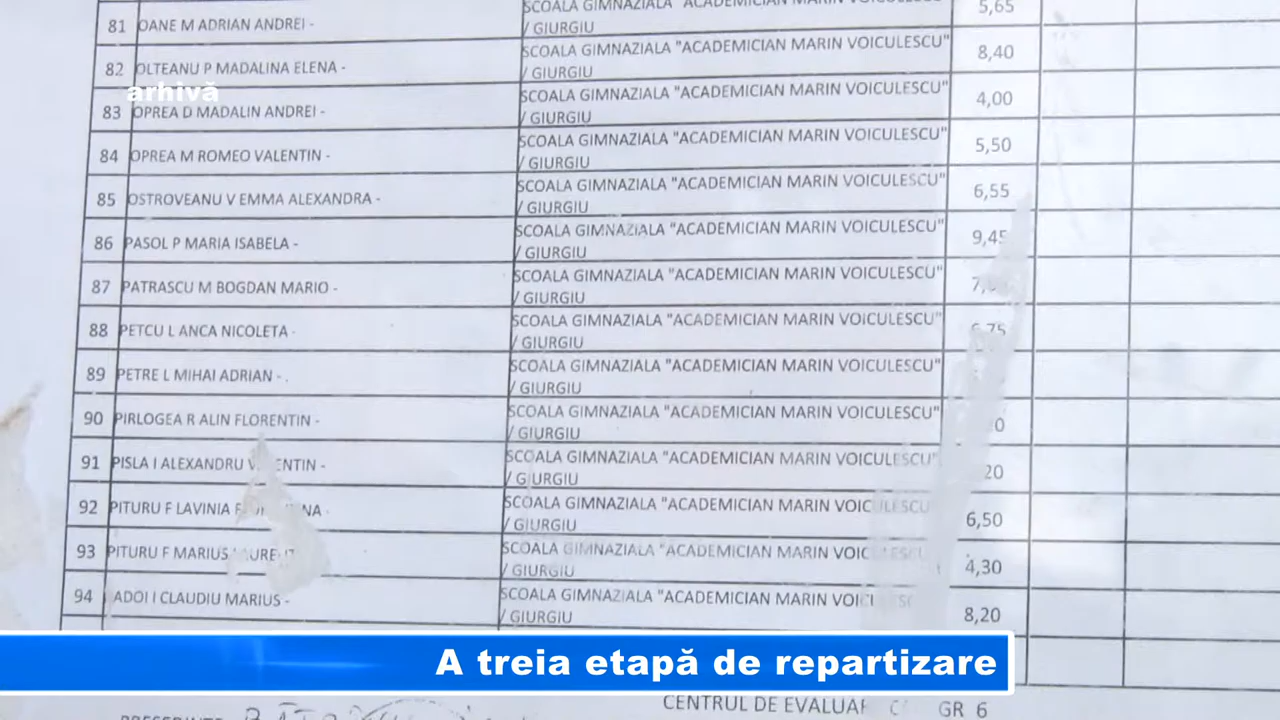 81 OANE M ADRIAN ANDREI - SCOALA GIMNAZIALA "ACADEMICIAN MARIN VOICULESCU" 5,65
/ GIURGIU
82 OLTEANU P MADALINA ELENA - SCOALA GIMNAZIALA "ACADEMICIAN MARIN VOICULESCU" 8,40
/ GIURGIU
arhivă
83 OPREA D MADALIN ANDREI - SCOALA GIMNAZIALA "ACADEMICIAN MARIN VOICULESCU" 4,00
/ GIURGIU
84 OPREA M ROMEO VALENTIN - SCOALA GIMNAZIALA "ACADEMICIAN MARIN VOICULESCU" 5,50
/ GIURGIU
85 OSTROVEANU V EMMA ALEXANDRA - SCOALA GIMNAZIALA "ACADEMICIAN MARIN VOICULESCU" 6,55
/ GIURGIU
86 PASOL P MARIA ISABELA - SCOALA GIMNAZIALA "ACADEMICIAN MARIN VOICULESCU" 9,45
/ GIURGIU
87 PATRASCU M BOGDAN MARIO - SCOALA GIMNAZIALA "ACADEMICIAN MARIN VOICULESCU"
/ GIURGIU
88 PETCU L ANCA NICOLETA - SCOALA GIMNAZIALA "ACADEMICIAN MARIN VOICULESCU"
/ GIURGIU
89 PETRE L MIHAI ADRIAN - SCOALA GIMNAZIALA "ACADEMICIAN MARIN VOICULESCU"
/ GIURGIU
90 PIRLOGEA R ALIN FLORENTIN - SCOALA GIMNAZIALA "ACADEMICIAN MARIN VOICULESCU"
/ GIURGIU
91 PISLA I ALEXANDRU - SCOALA GIMNAZIALA "ACADEMICIAN MARIN VOICULESCU"
/ GIURGIU
92 PITURU F LAVINIA - SCOALA GIMNAZIALA "ACADEMICIAN MARIN VOICULESCU 6,50
/ GIURGIU
93 PITURU F MARIUS SCOALA GIMNAZIALA "ACADEMICIAN MARIN VOICULESCU 4,30
/ GIURGIU
94 ADOI I CLAUDIU MARIUS - SCOALA GIMNAZIALA "ACADEMICIAN MARIN 8,20
/ GIURGIU
A treia etapă de repartizare
CENTRUL DE GR 6